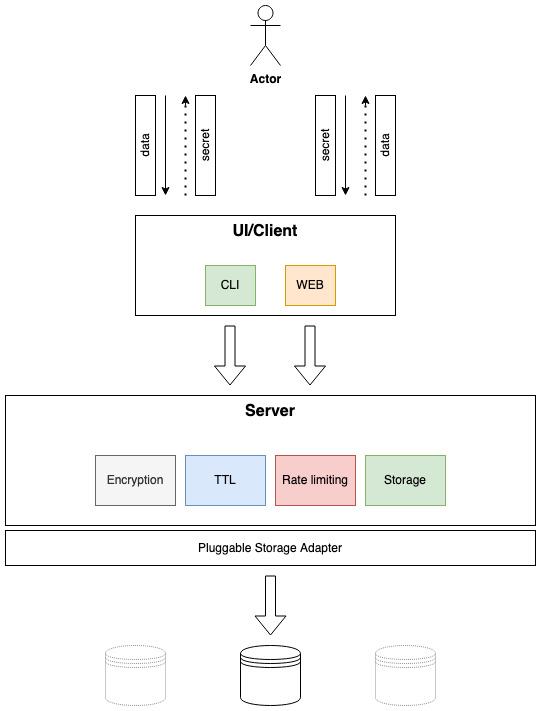 Actor
data
secret
secret
data
UI/Client
CLI
WEB
Server
Encryption
TTL
Rate limiting
Storage
Pluggable Storage Adapter